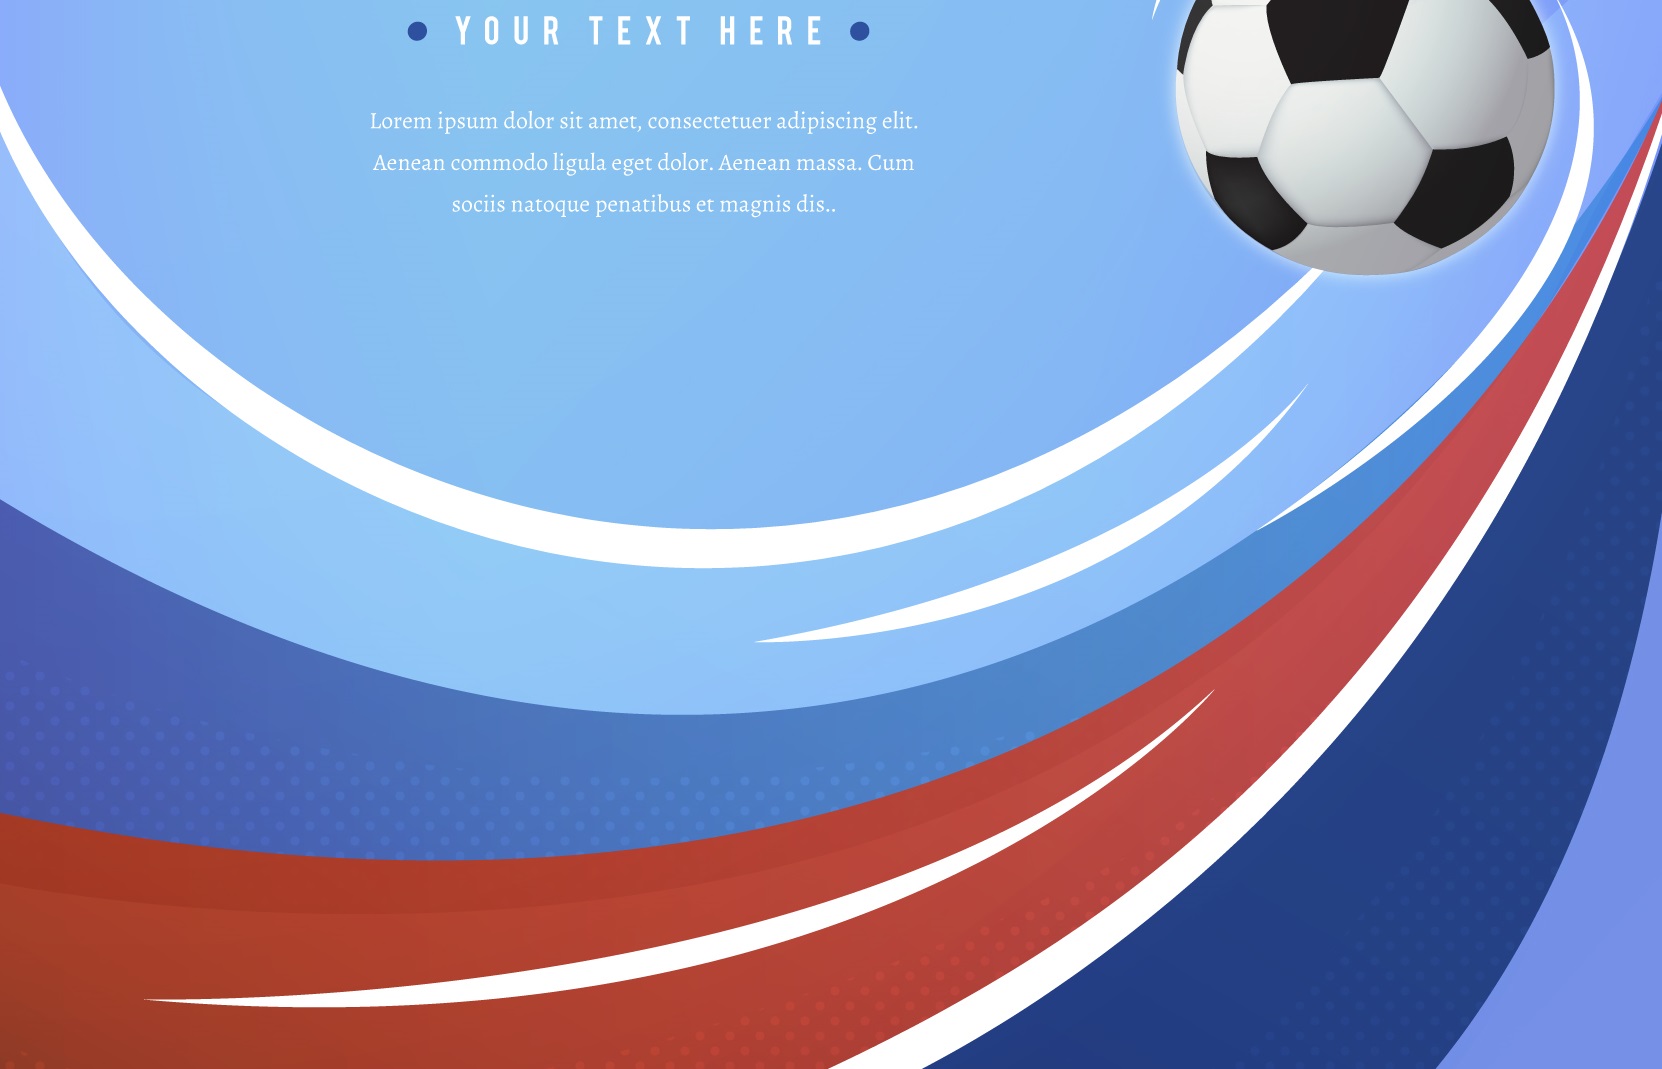 YOUR TEXT HERE
Lorem ipsum dolor sit amet, consectetuer adipiscing elit.
Aenean commodo ligula eget dolor. Aenean massa. Cum
sociis natoque penatibus et magnis dis..